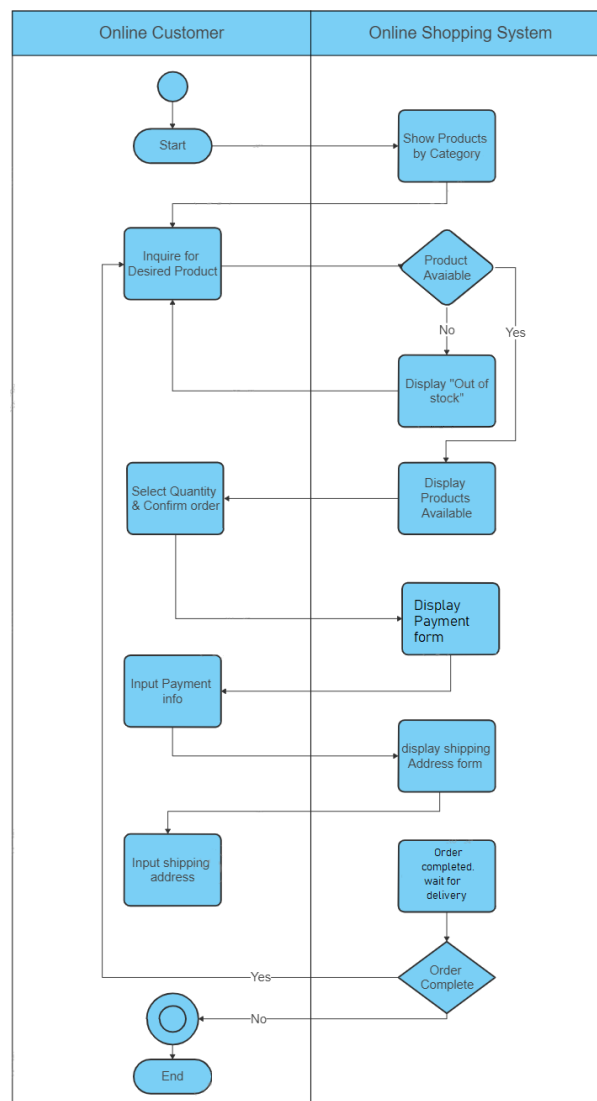 Online Customer
Online Shopping System
Start
Show Products
by Category
Inquire for
Desired Product
Product
Avaiable
No
Yes
Display "Out of
stock"
Select Quantity
& Confirm order
Display
Products
Available
Display
Payment
form
Input Payment
info
display shipping
Address form
Input shipping
address
Order
completed.
wait for
delivery
Yes
Order
Complete
No
End